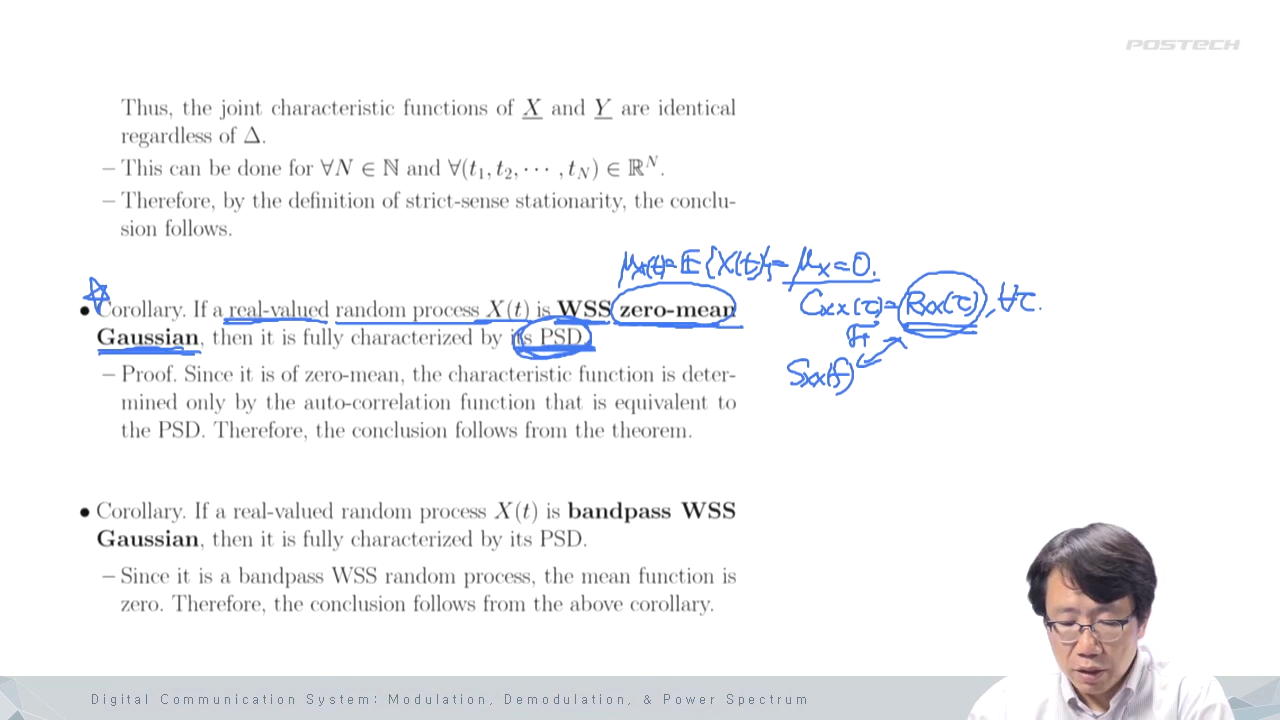 POSTECH
Thus, the joint characteristic functions of X and Y are identical
regardless of Δ.
– This can be done for ∀N ∈ ℕ and ∀(t₁, t₂, ⋯ , t_N) ∈ ℝ^N.
– Therefore, by the definition of strict-sense stationarity, the conclu-
sion follows.
μ_X(t)= E{X(t)}= μ_X=0.
C_XX(τ)=R_XX(τ), ∀τ.
• Corollary. If a real-valued random process X(t) is WSS zero-mean
Gaussian, then it is fully characterized by its PSD.
F
S_XX(f)
– Proof. Since it is of zero-mean, the characteristic function is deter-
mined only by the auto-correlation function that is equivalent to
the PSD. Therefore, the conclusion follows from the theorem.
• Corollary. If a real-valued random process X(t) is bandpass WSS
Gaussian, then it is fully characterized by its PSD.
– Since it is a bandpass WSS random process, the mean function is
zero. Therefore, the conclusion follows from the above corollary.
Digital Communication System: Modulation, Demodulation, & Power Spectrum